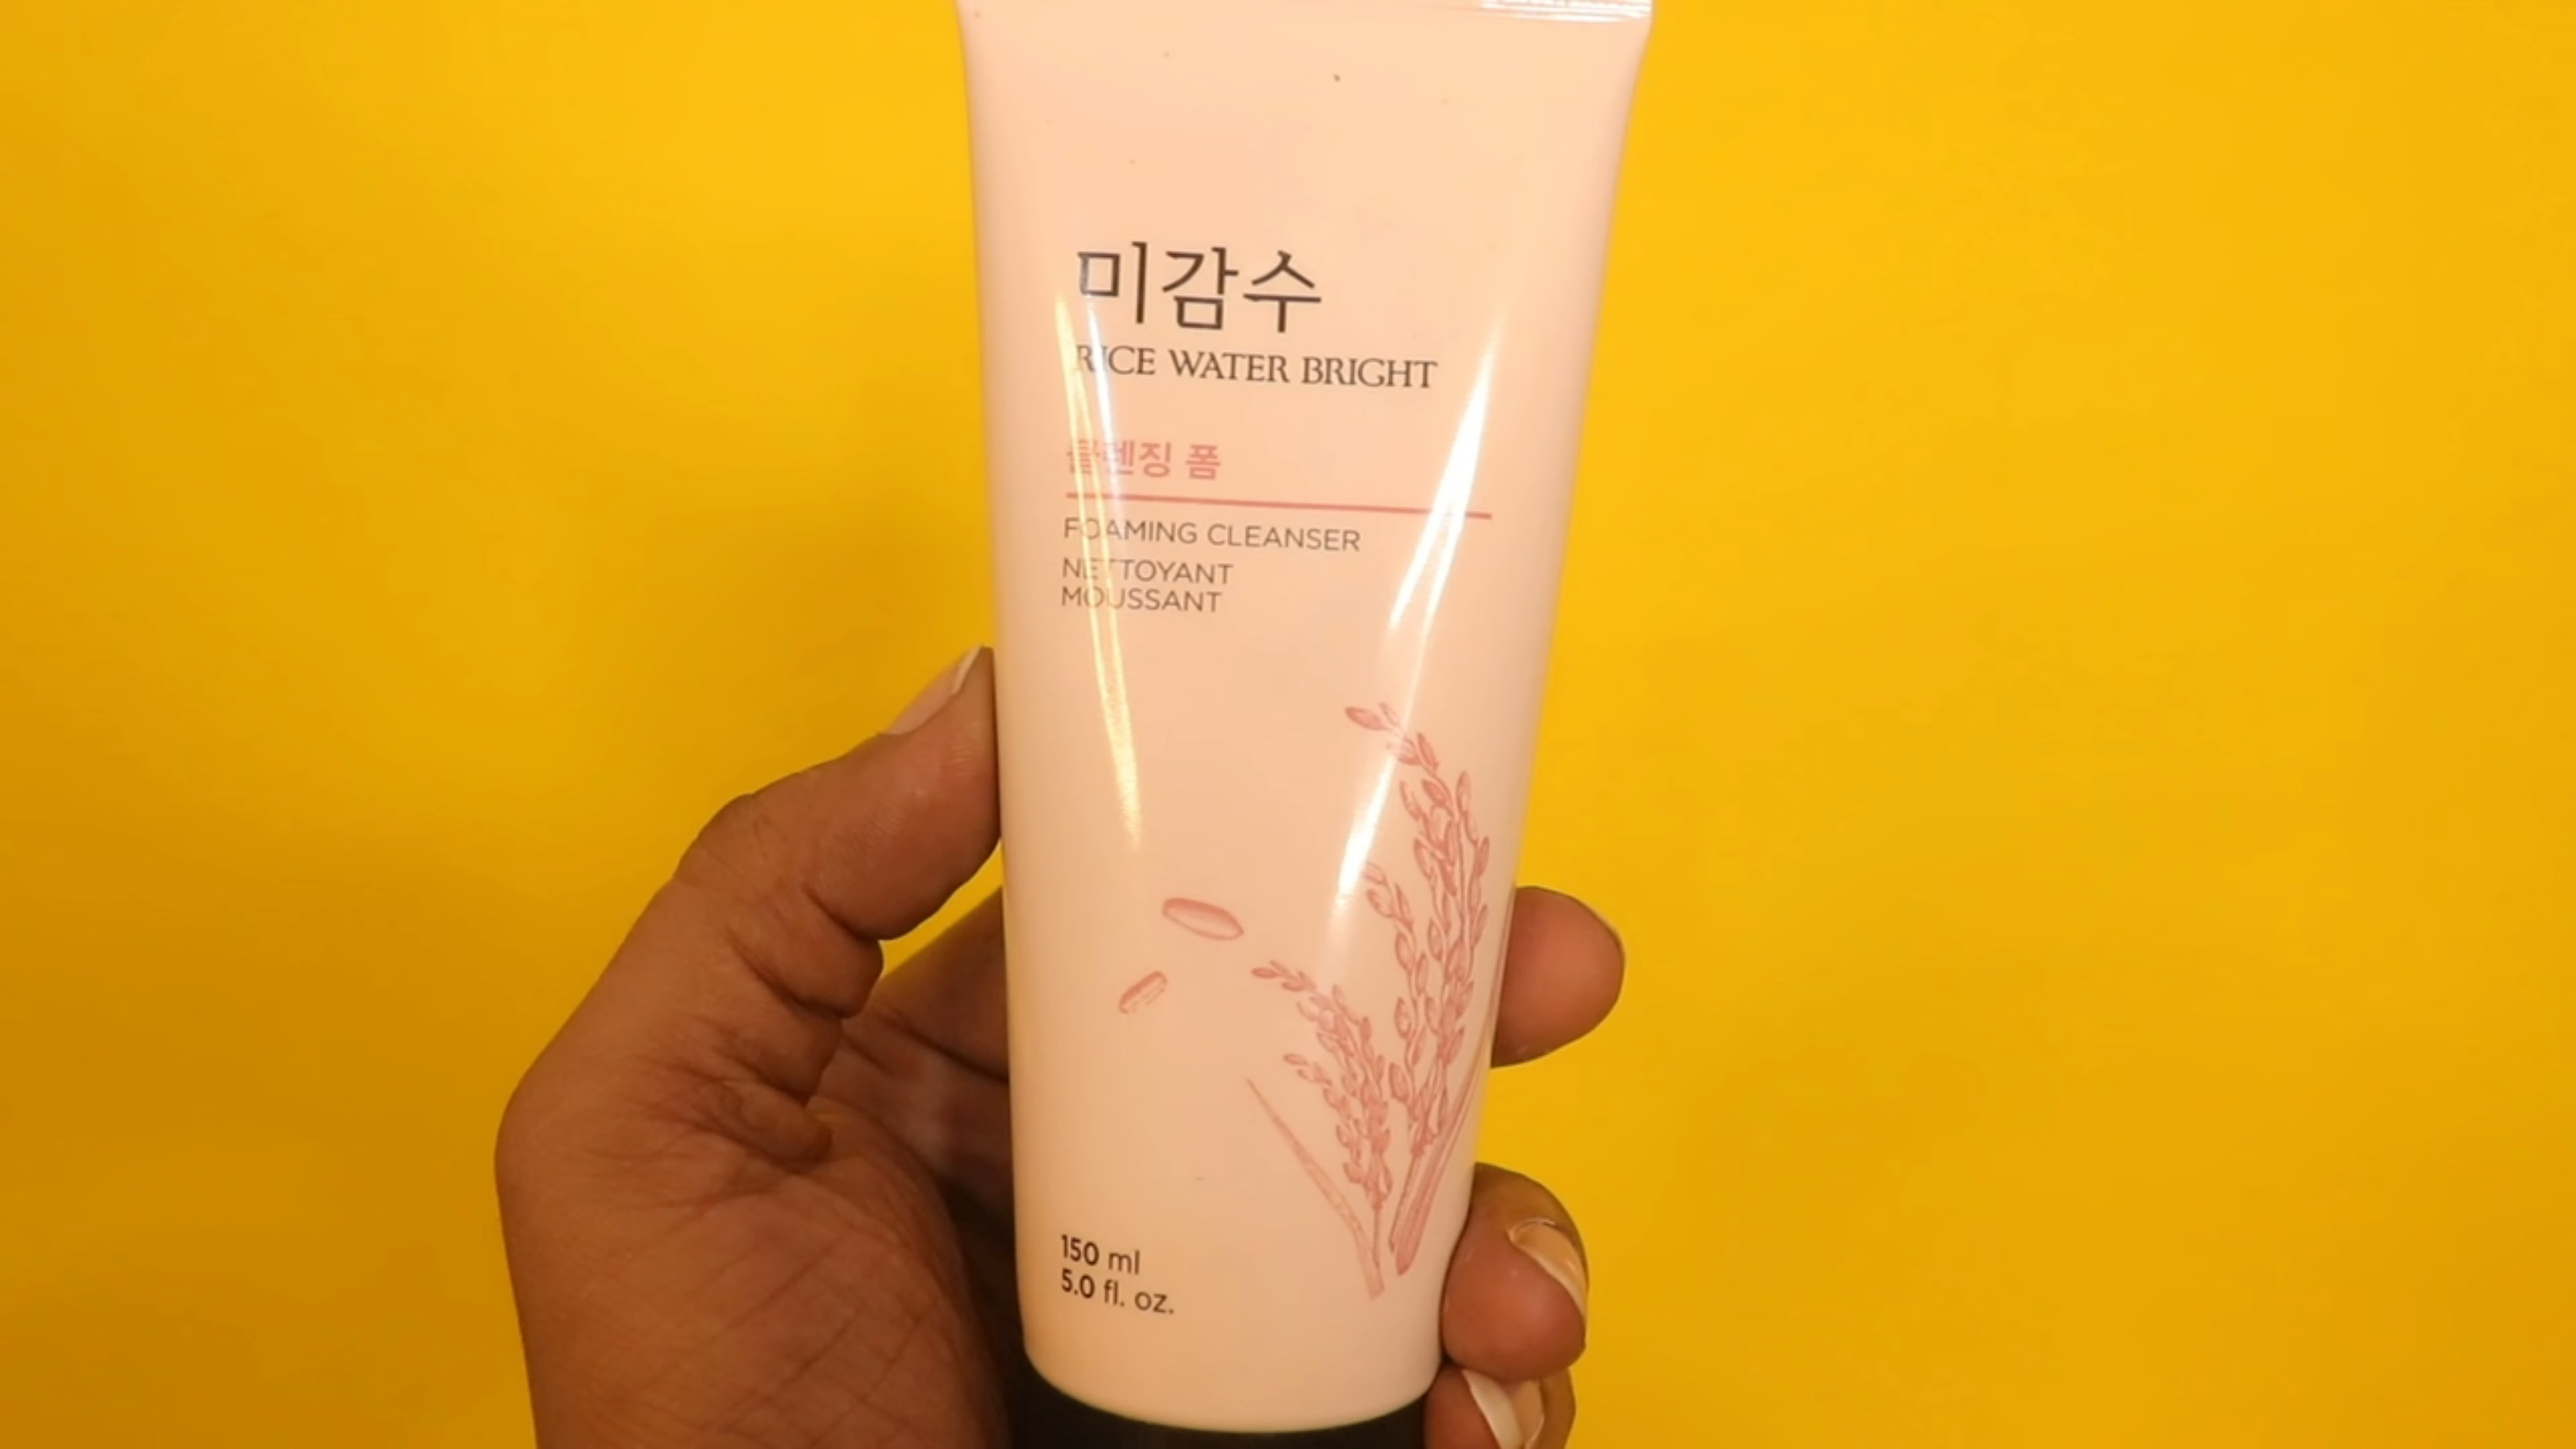 미감수
RICE WATER BRIGHT
클렌징 폼
FOAMING CLEANSER
NETTOYANT
MOUSSANT
150 ml
5.0 fl. oz.